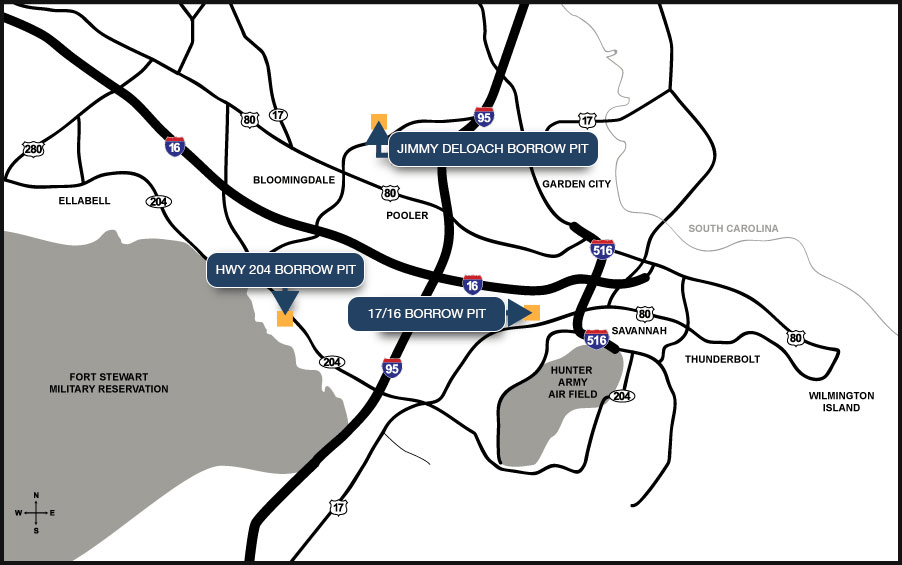 95
17
80
17
JIMMY DELOACH BORROW PIT
16
280
BLOOMINGDALE
GARDEN CITY
80
ELLABELL
204
POOLER
SOUTH CAROLINA
516
HWY 204 BORROW PIT
16
17/16 BORROW PIT
80
SAVANNAH
516
80
THUNDERBOLT
204
95
FORT STEWART
MILITARY RESERVATION
HUNTER
ARMY
AIR FIELD
204
WILMINGTON
ISLAND
N
W E
S
17